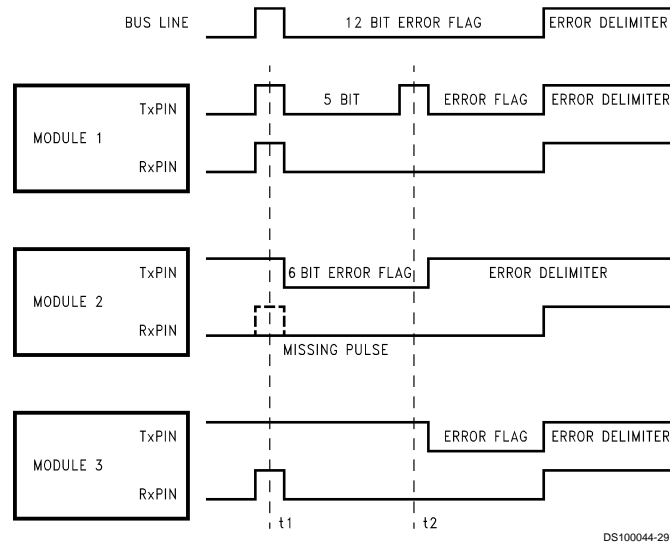 BUS LINE 12 BIT ERROR FLAG ERROR DELIMITER
TxPIN 5 BIT ERROR FLAG ERROR DELIMITER
MODULE 1
RxPIN
TxPIN 6 BIT ERROR FLAG ERROR DELIMITER
MODULE 2
RxPIN
MISSING PULSE
TxPIN ERROR FLAG ERROR DELIMITER
MODULE 3
RxPIN
t1 t2
DS100044-29